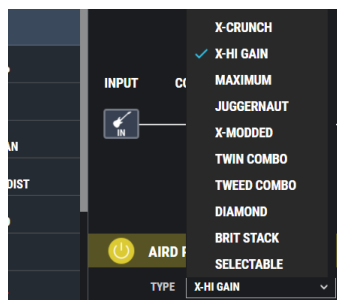 X-CRUNCH
X-HI GAIN
MAXIMUM
INPUT
JUGGERNAUT
IN
X-MODDED
TWIN COMBO
DIST
TWEED COMBO
DIAMOND
BRIT STACK
AIRD
SELECTABLE
TYPE X-HI GAIN